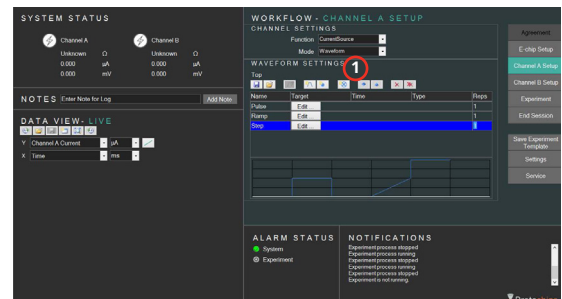 SYSTEM STATUS
Channel A
Unknown Ω
0.000 µA
0.000 mV
Channel B
Unknown Ω
0.000 µA
0.000 mV
NOTES Enter Note for Log Add Note
DATA VIEW- LIVE
Y Channel A Current pA
X Time ms
WORKFLOW - CHANNEL A SETUP
CHANNEL SETTINGS
Function CurrentSource
Mode Waveform
WAVEFORM SETTINGS
1
Top
Name Target Time Type Reps
Pulse Edit ... 1
Ramp Edit ... 1
Step Edit ...
ALARM STATUS
System
Experiment
NOTIFICATIONS
Experiment process stopped
Experiment process running
Experiment process stopped
Experiment process running
Experiment process stopped
Experiment is not running.
Agreement
E-chip Setup
Channel A Setup
Channel B Setup
Experiment
End Session
Save Experiment
Template
Settings
Service